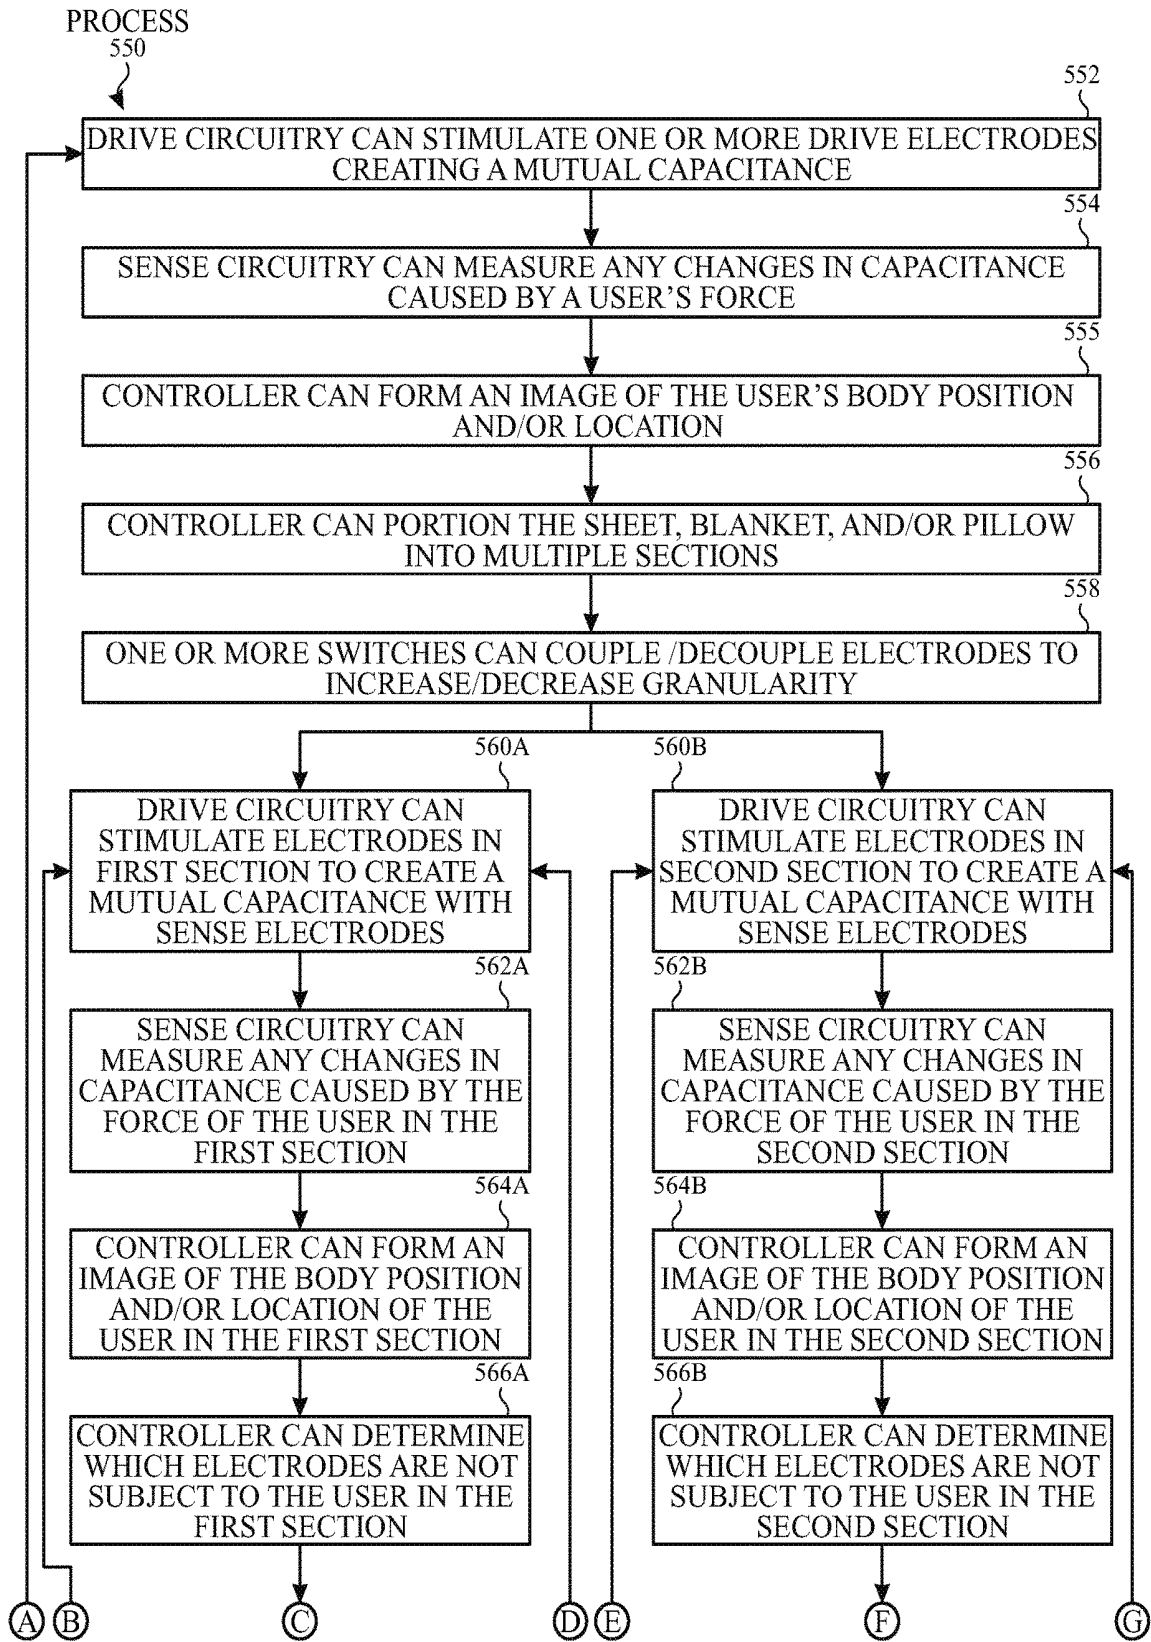 PROCESS
550
552
DRIVE CIRCUITRY CAN STIMULATE ONE OR MORE DRIVE ELECTRODES
CREATING A MUTUAL CAPACITANCE
554
SENSE CIRCUITRY CAN MEASURE ANY CHANGES IN CAPACITANCE
CAUSED BY A USER'S FORCE
555
CONTROLLER CAN FORM AN IMAGE OF THE USER'S BODY POSITION
AND/OR LOCATION
556
CONTROLLER CAN PORTION THE SHEET, BLANKET, AND/OR PILLOW
INTO MULTIPLE SECTIONS
558
ONE OR MORE SWITCHES CAN COUPLE /DECOUPLE ELECTRODES TO
INCREASE/DECREASE GRANULARITY
560A
DRIVE CIRCUITRY CAN
STIMULATE ELECTRODES IN
FIRST SECTION TO CREATE A
MUTUAL CAPACITANCE WITH
SENSE ELECTRODES
560B
DRIVE CIRCUITRY CAN
STIMULATE ELECTRODES IN
SECOND SECTION TO CREATE A
MUTUAL CAPACITANCE WITH
SENSE ELECTRODES
562A
SENSE CIRCUITRY CAN
MEASURE ANY CHANGES IN
CAPACITANCE CAUSED BY THE
FORCE OF THE USER IN THE
FIRST SECTION
562B
SENSE CIRCUITRY CAN
MEASURE ANY CHANGES IN
CAPACITANCE CAUSED BY THE
FORCE OF THE USER IN THE
SECOND SECTION
564A
CONTROLLER CAN FORM AN
IMAGE OF THE BODY POSITION
AND/OR LOCATION OF THE
USER IN THE FIRST SECTION
564B
CONTROLLER CAN FORM AN
IMAGE OF THE BODY POSITION
AND/OR LOCATION OF THE
USER IN THE SECOND SECTION
566A
CONTROLLER CAN DETERMINE
WHICH ELECTRODES ARE NOT
SUBJECT TO THE USER IN THE
FIRST SECTION
566B
CONTROLLER CAN DETERMINE
WHICH ELECTRODES ARE NOT
SUBJECT TO THE USER IN THE
SECOND SECTION
A B C D E F G